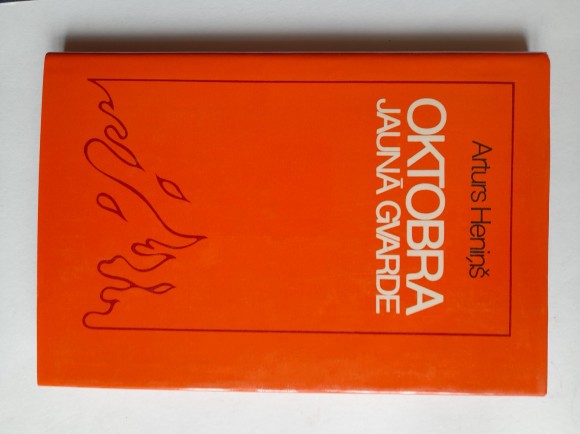 Arturs Heniņš
OKTOBRA
JAUNĀ GVARDE